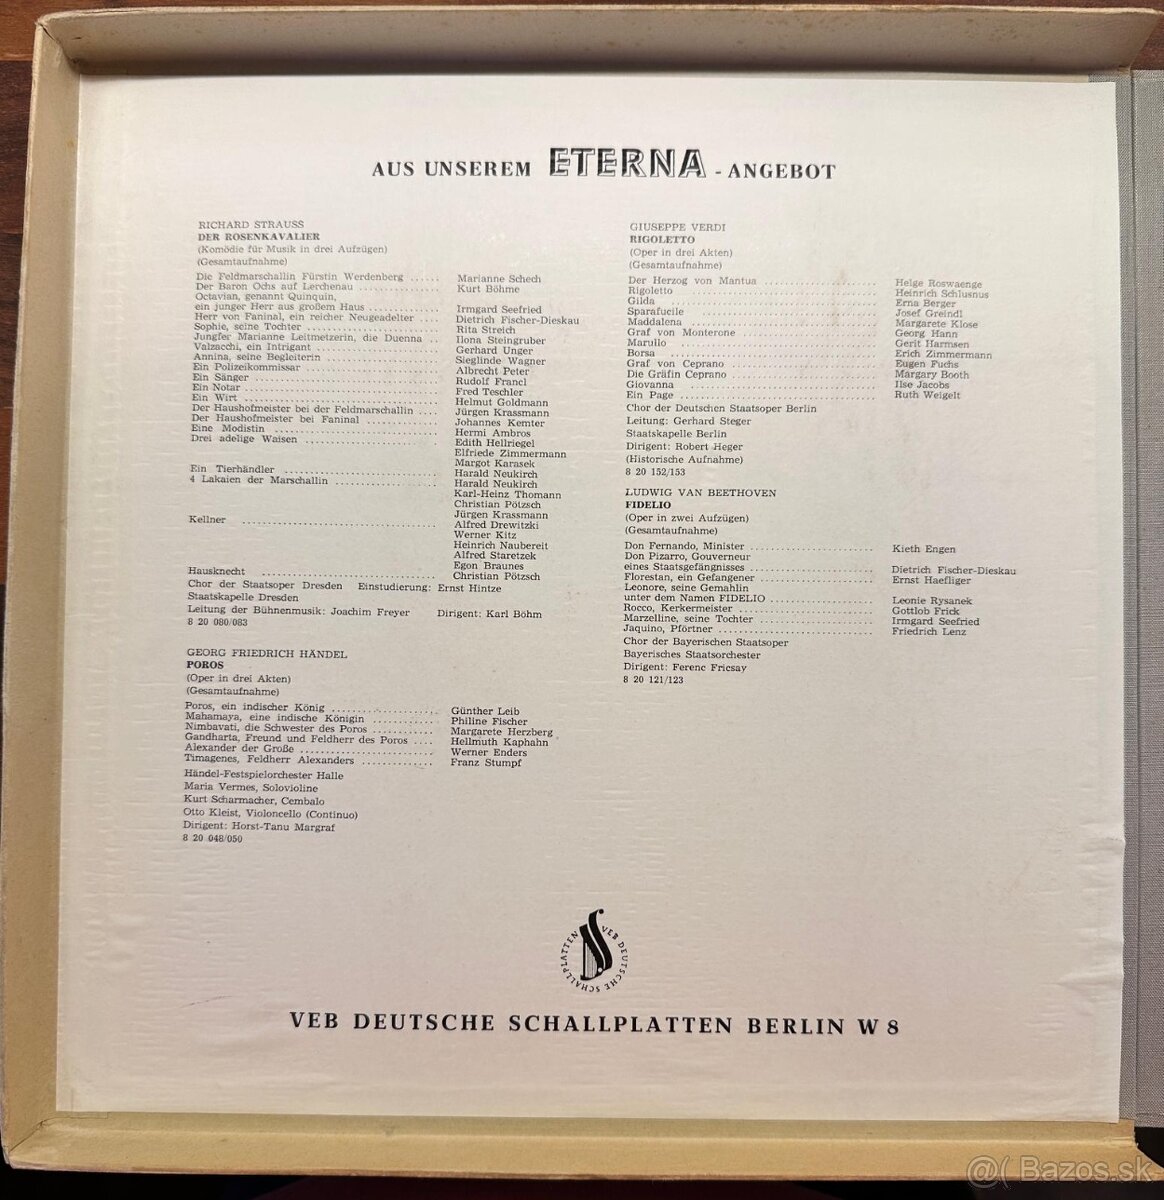 AUS UNSEREM ETERNA - ANGEBOT
RICHARD STRAUSS
DER ROSENKAVALIER
(Komödie für Musik in drei Aufzügen)
(Gesamtaufnahme)
Die Feldmarschallin Fürstin Werdenberg ...... Marianne Schech
Der Baron Ochs auf Lerchenau ............... Kurt Böhme
Octavian, genannt Quinquin,
ein junger Herr aus großem Haus ............ Irmgard Seefried
Herr von Faninal, ein reicher Neugeadelter .... Dietrich Fischer-Dieskau
Sophie, seine Tochter ........................ Rita Streich
Jungfer Marianne Leitmetzerin, die Duenna .. Ilona Steingruber
Valzacchi, ein Intrigant ...................... Gerhard Unger
Annina, seine Begleiterin .................... Sieglinde Wagner
Ein Polizeikommissar ........................ Albrecht Peter
Ein Sänger .................................. Rudolf Francl
Ein Notar ................................... Fred Teschler
Ein Wirt .................................... Helmut Goldmann
Der Haushofmeister bei der Feldmarschallin .... Jürgen Krassmann
Der Haushofmeister bei Faninal ............. Johannes Kemter
Eine Modistin ............................... Hermi Ambros
Drei adelige Waisen ......................... Edith Hellriegel
Elfriede Zimmermann
Margot Karasek
Ein Tierhändler ............................. Harald Neukirch
4 Lakaien der Marschallin ................... Harald Neukirch
Karl-Heinz Thomann
Christian Pötzsch
Jürgen Krassmann
Kellner .................................... Alfred Drewitzki
Werner Kitz
Heinrich Naubereit
Alfred Staretzek
Egon Braunes
Hausknecht ................................. Christian Pötzsch
Chor der Staatsoper Dresden Einstudierung: Ernst Hintze
Staatskapelle Dresden
Leitung der Bühnenmusik: Joachim Freyer Dirigent: Karl Böhm
8 20 080/083
GEORG FRIEDRICH HÄNDEL
POROS
(Oper in drei Akten)
(Gesamtaufnahme)
Poros, ein indischer König .................. Günther Leib
Mahamaya, eine indische Königin ............ Philine Fischer
Nimbavati, die Schwester des Poros ........... Margarete Herzberg
Gandharta, Freund und Feldherr des Poros .... Hellmuth Kaphahn
Alexander der Große ........................ Werner Enders
Timagenes, Feldherr Alexanders ............. Franz Stumpf
Händel-Festspielorchester Halle
Maria Vermes, Solovioline
Kurt Scharmacher, Cembalo
Otto Kleist, Violoncello (Continuo)
Dirigent: Horst-Tanu Margraf
8 20 048/050
GIUSEPPE VERDI
RIGOLETTO
(Oper in drei Akten)
(Gesamtaufnahme)
Der Herzog von Mantua ..................... Helge Roswaenge
Rigoletto ................................... Heinrich Schlusnus
Gilda ...................................... Erna Berger
Sparafucile ................................ Josef Greindl
Maddalena ................................. Margarete Klose
Graf von Monterone ........................ Georg Hann
Marullo ................................... Gerit Harmsen
Borsa ..................................... Erich Zimmermann
Graf von Ceprano .......................... Eugen Fuchs
Die Gräfin Ceprano ........................ Margary Booth
Giovanna .................................. Ilse Jacobs
Ein Page .................................. Ruth Weigelt
Chor der Deutschen Staatsoper Berlin
Leitung: Gerhard Steger
Staatskapelle Berlin
Dirigent: Robert Heger
(Historische Aufnahme)
8 20 152/153
LUDWIG VAN BEETHOVEN
FIDELIO
(Oper in zwei Aufzügen)
(Gesamtaufnahme)
Don Fernando, Minister ..................... Kieth Engen
Don Pizarro, Gouverneur
eines Staatsgefängnisses ..................... Dietrich Fischer-Dieskau
Florestan, ein Gefangener .................... Ernst Haefliger
Leonore, seine Gemahlin
unter dem Namen FIDELIO .................. Leonie Rysanek
Rocco, Kerkermeister ........................ Gottlob Frick
Marzelline, seine Tochter .................... Irmgard Seefried
Jaquino, Pförtner ............................ Friedrich Lenz
Chor der Bayerischen Staatsoper
Bayerisches Staatsorchester
Dirigent: Ferenc Fricsay
8 20 121/123
VEB DEUTSCHE SCHALLPLATTEN
VEB DEUTSCHE SCHALLPLATTEN BERLIN W 8
@( Bazos.sk